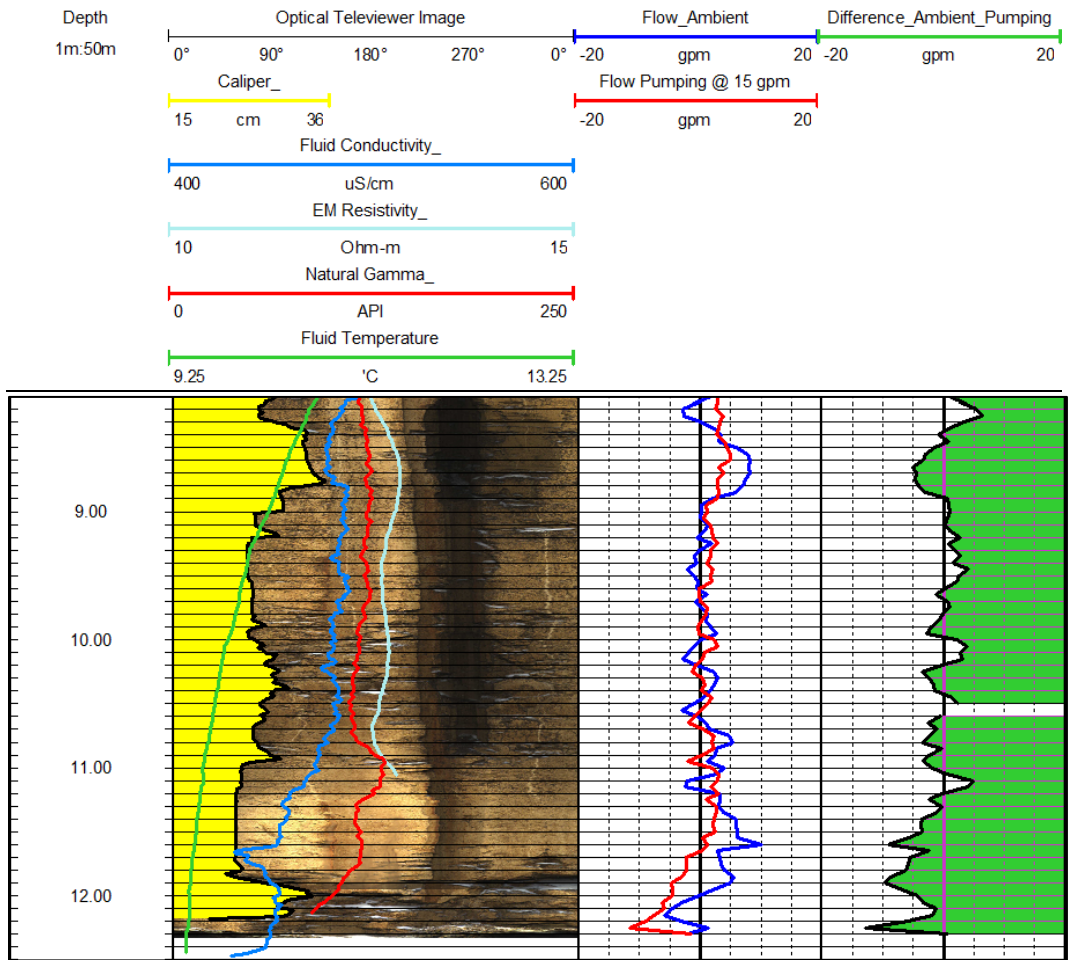 Depth Optical Televiewer Image Flow_Ambient Difference_Ambient_Pumping
1m:50m 0° 90° 180° 270° 0° -20 gpm 20 -20 gpm 20
Caliper_ Flow Pumping @ 15 gpm
15 cm 36 -20 gpm 20
Fluid Conductivity_
400 uS/cm 600
EM Resistivity_
10 Ohm-m 15
Natural Gamma_
0 API 250
Fluid Temperature
9.25 'C 13.25
9.00
10.00
11.00
12.00